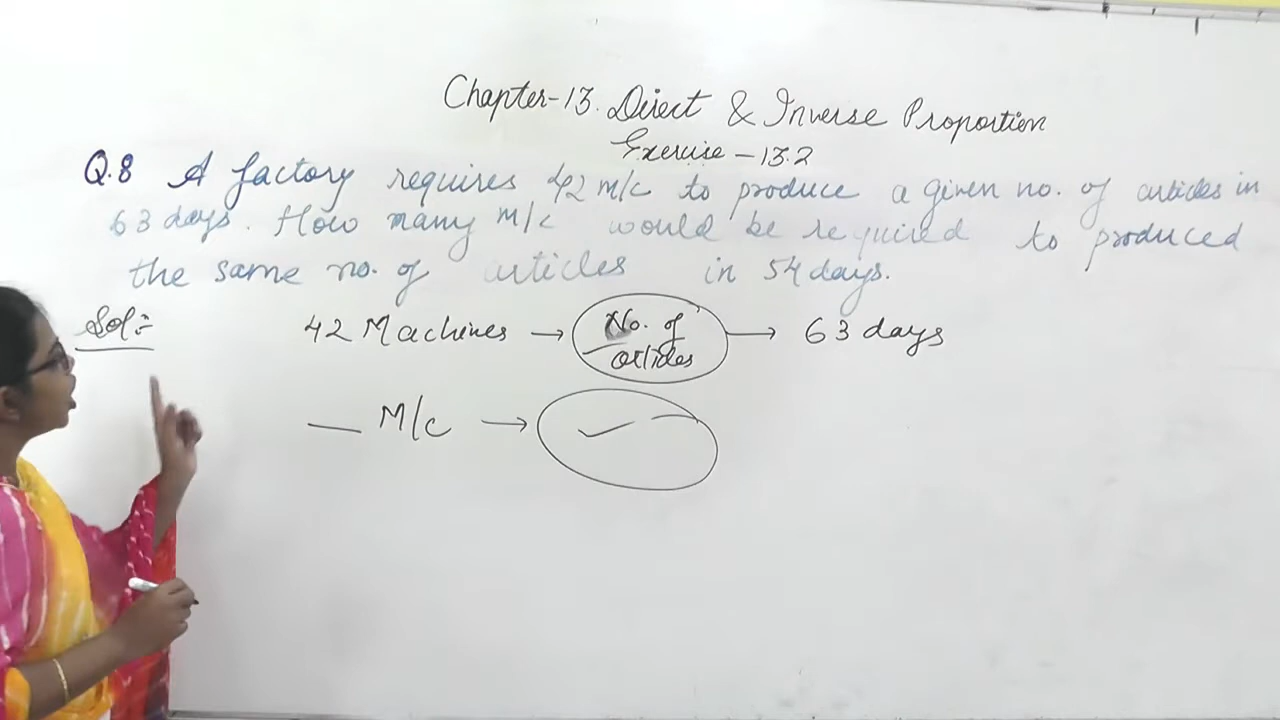 Chapter-13. Direct & Inverse Proportion
Exercise - 13.2
Q.8 A factory requires 42 m/c to produce a given no. of articles in
63 days. How many m/c would be required to produced
the same no. of articles in 54 days.
Sol:-
42 Machines → No. of articles → 63 days
__ M/c →